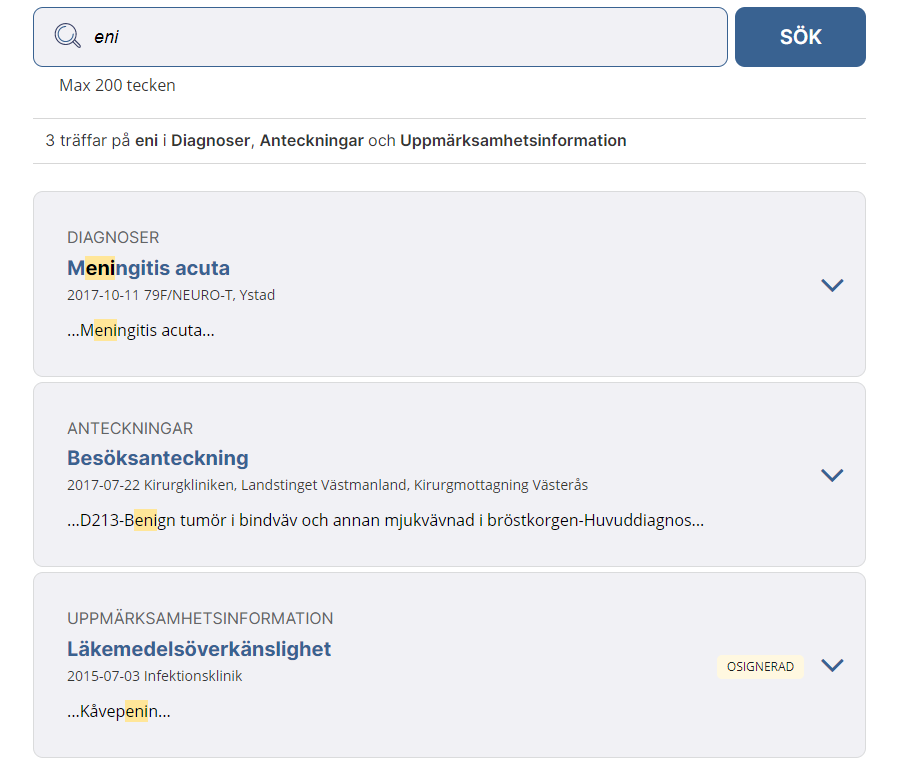 eni
SÖK
Max 200 tecken
3 träffar på eni i Diagnoser, Anteckningar och Uppmärksamhetsinformation
DIAGNOSER
Meningitis acuta
2017-10-11 79F/NEURO-T, Ystad
...Meningitis acuta...
ANTECKNINGAR
Besöksanteckning
2017-07-22 Kirurgkliniken, Landstinget Västmanland, Kirurgmottagning Västerås
...D213-Benign tumör i bindväv och annan mjukvävnad i bröstkorgen-Huvuddiagnos...
UPPMÄRKSAMHETSINFORMATION
Läkemedelsöverkänslighet
2015-07-03 Infektionsklinik
OSIGNERAD
...Kåvepenin...